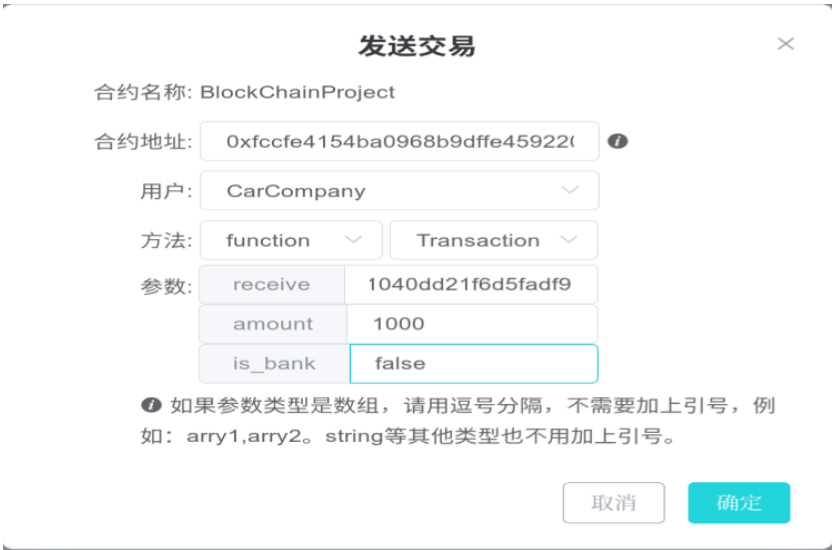 发送交易
合约名称: BlockChainProject
合约地址: 0xfccfe4154ba0968b9dffe45922(
用户: CarCompany
方法: function Transaction
参数: receive 1040dd21f6d5fadf9
amount 1000
is_bank false
如果参数类型是数组，请用逗号分隔，不需要加上引号，例
如：arry1,arry2。string等其他类型也不用加上引号。
取消 确定